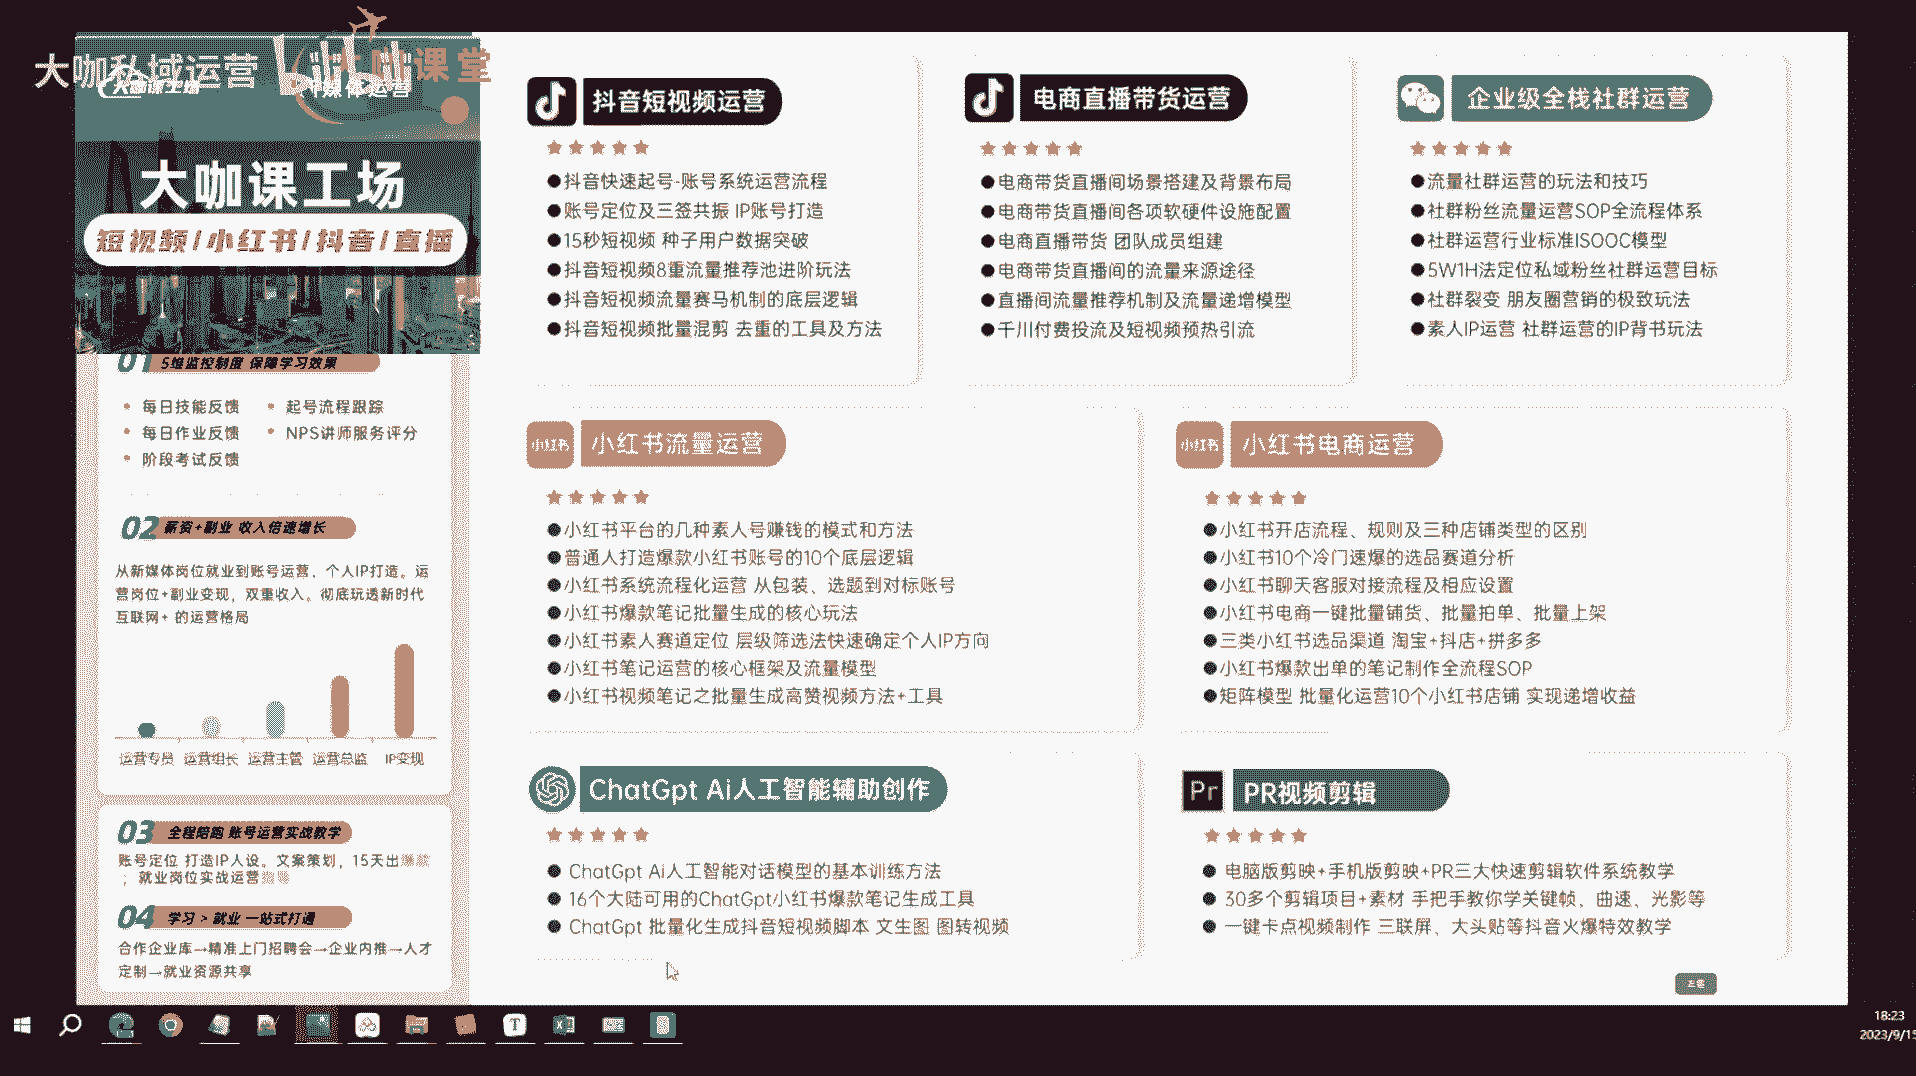 大咖私域运营
bilibili
课堂
大咖课工场
短视频/小红书/抖音/直播
01 5维监控制度 保障学习效果
每日技能反馈
起号流程跟踪
每日作业反馈
NPS讲师服务评分
阶段考试反馈
02 薪资+副业 收入倍速增长
从新媒体岗位就业到账号运营、个人IP打造。运
营岗位+副业变现，双重收入。彻底玩透新时代
互联网+ 的运营格局
运营专员 运营组长 运营主管 运营总监 IP变现
03 全程陪跑 账号运营实战教学
账号定位 打造IP人设。文案策划，15天出爆款
；就业岗位实战运营
04 学习 > 就业 一站式打通
合作企业库→精准上门招聘会→企业内推→人才
定制→就业资源共享
抖音短视频运营
●抖音快速起号-账号系统运营流程
●账号定位及三签共振 IP账号打造
●15秒短视频 种子用户数据突破
●抖音短视频8重流量推荐池进阶玩法
●抖音短视频流量赛马机制的底层逻辑
●抖音短视频批量混剪 去重的工具及方法
电商直播带货运营
●电商带货直播间场景搭建及背景布局
●电商带货直播间各项软硬件设施配置
●电商直播带货 团队成员组建
●电商带货直播间的流量来源途径
●直播间流量推荐机制及流量递增模型
●千川付费投流及短视频预热引流
企业级全栈社群运营
●流量社群运营的玩法和技巧
●社群粉丝流量运营SOP全流程体系
●社群运营行业标准ISOOC模型
●5W1H法定位私域粉丝社群运营目标
●社群裂变 朋友圈营销的极致玩法
●素人IP运营 社群运营的IP背书玩法
小红书
小红书流量运营
●小红书平台的几种素人号赚钱的模式和方法
●普通人打造爆款小红书账号的10个底层逻辑
●小红书系统流程化运营 从包装、选题到对标账号
●小红书爆款笔记批量生成的核心玩法
●小红书素人赛道定位 层级筛选法快速确定个人IP方向
●小红书笔记运营的核心框架及流量模型
●小红书视频笔记之批量生成高赞视频方法+工具
小红书
小红书电商运营
●小红书开店流程、规则及三种店铺类型的区别
●小红书10个冷门速爆的选品赛道分析
●小红书聊天客服对接流程及相应设置
●小红书电商一键批量铺货、批量拍单、批量上架
●三类小红书选品渠道 淘宝+抖店+拼多多
●小红书爆款出单的笔记制作全流程SOP
●矩阵模型 批量化运营10个小红书店铺 实现递增收益
ChatGpt Ai人工智能辅助创作
● ChatGpt Ai人工智能对话模型的基本训练方法
● 16个大陆可用的ChatGpt小红书爆款笔记生成工具
● ChatGpt 批量化生成抖音短视频脚本 文生图 图转视频
Pr
PR视频剪辑
● 电脑版剪映+手机版剪映+PR三大快速剪辑软件系统教学
● 30多个剪辑项目+素材 手把手教你学关键帧、曲速、光影等
● 一键卡点视频制作 三联屏、大头贴等抖音火爆特效教学
18:23
2023/9/15